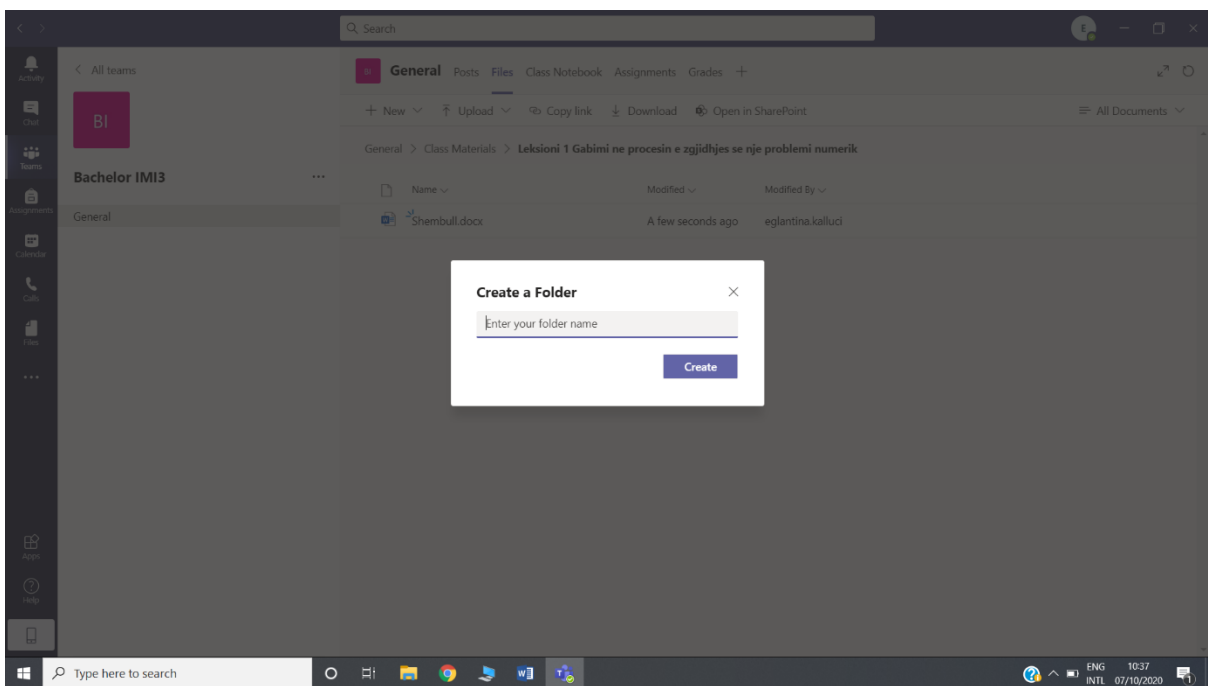 Search
E
Activity
Chat
Teams
Assignments
Calendar
Calls
Files
Apps
Help
All teams
BI
Bachelor IMI3
General
BI General Posts Files Class Notebook Assignments Grades
New Upload Copy link Download Open in SharePoint All Documents
General > Class Materials > Leksioni 1 Gabimi ne procesin e zgjidhjes se nje problemi numerik
Name Modified Modified By
Shembull.docx A few seconds ago eglantina.kalluci
Create a Folder
Enter your folder name
Create
Type here to search
ENG 10:37
INTL 07/10/2020